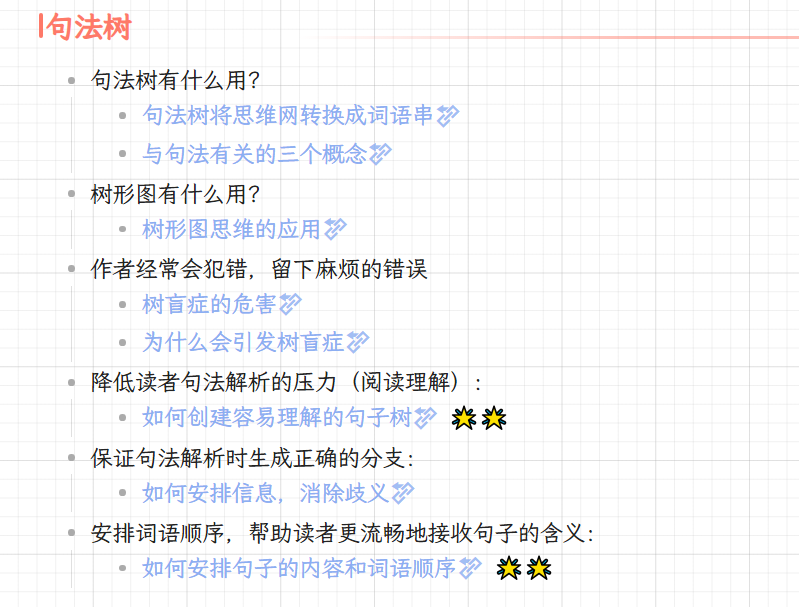 句法树
句法树有什么用？
句法树将思维网转换成词语串
与句法有关的三个概念
树形图有什么用？
树形图思维的应用
作者经常会犯错，留下麻烦的错误
树盲症的危害
为什么会引发树盲症
降低读者句法解析的压力（阅读理解）：
如何创建容易理解的句子树
保证句法解析时生成正确的分支：
如何安排信息，消除歧义
安排词语顺序，帮助读者更流畅地接收句子的含义：
如何安排句子的内容和词语顺序